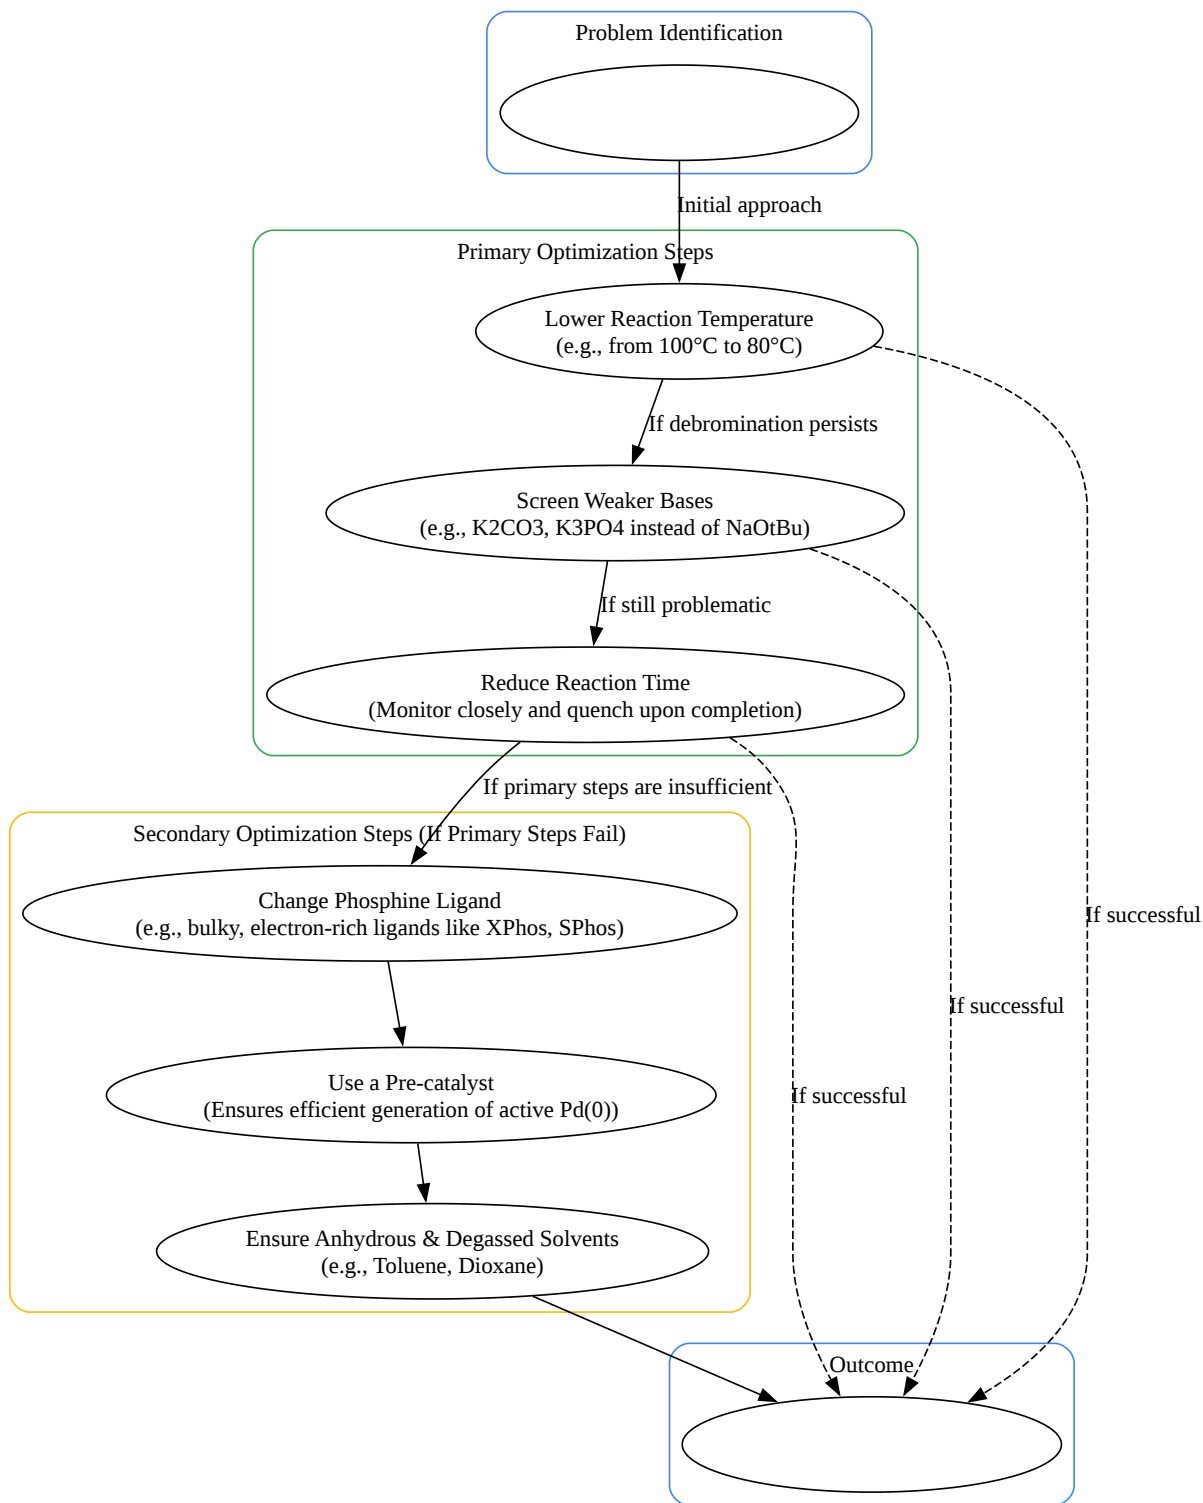 Problem Identification
Initial approach
Primary Optimization Steps
Lower Reaction Temperature
(e.g., from 100°C to 80°C)
If debromination persists
Screen Weaker Bases
(e.g., K2CO3, K3PO4 instead of NaOtBu)
If still problematic
Reduce Reaction Time
(Monitor closely and quench upon completion)
If primary steps are insufficient
Secondary Optimization Steps (If Primary Steps Fail)
Change Phosphine Ligand
(e.g., bulky, electron-rich ligands like XPhos, SPhos)
If successful
If successful
Use a Pre-catalyst
(Ensures efficient generation of active Pd(0))
If successful
Ensure Anhydrous & Degassed Solvents
(e.g., Toluene, Dioxane)
Outcome